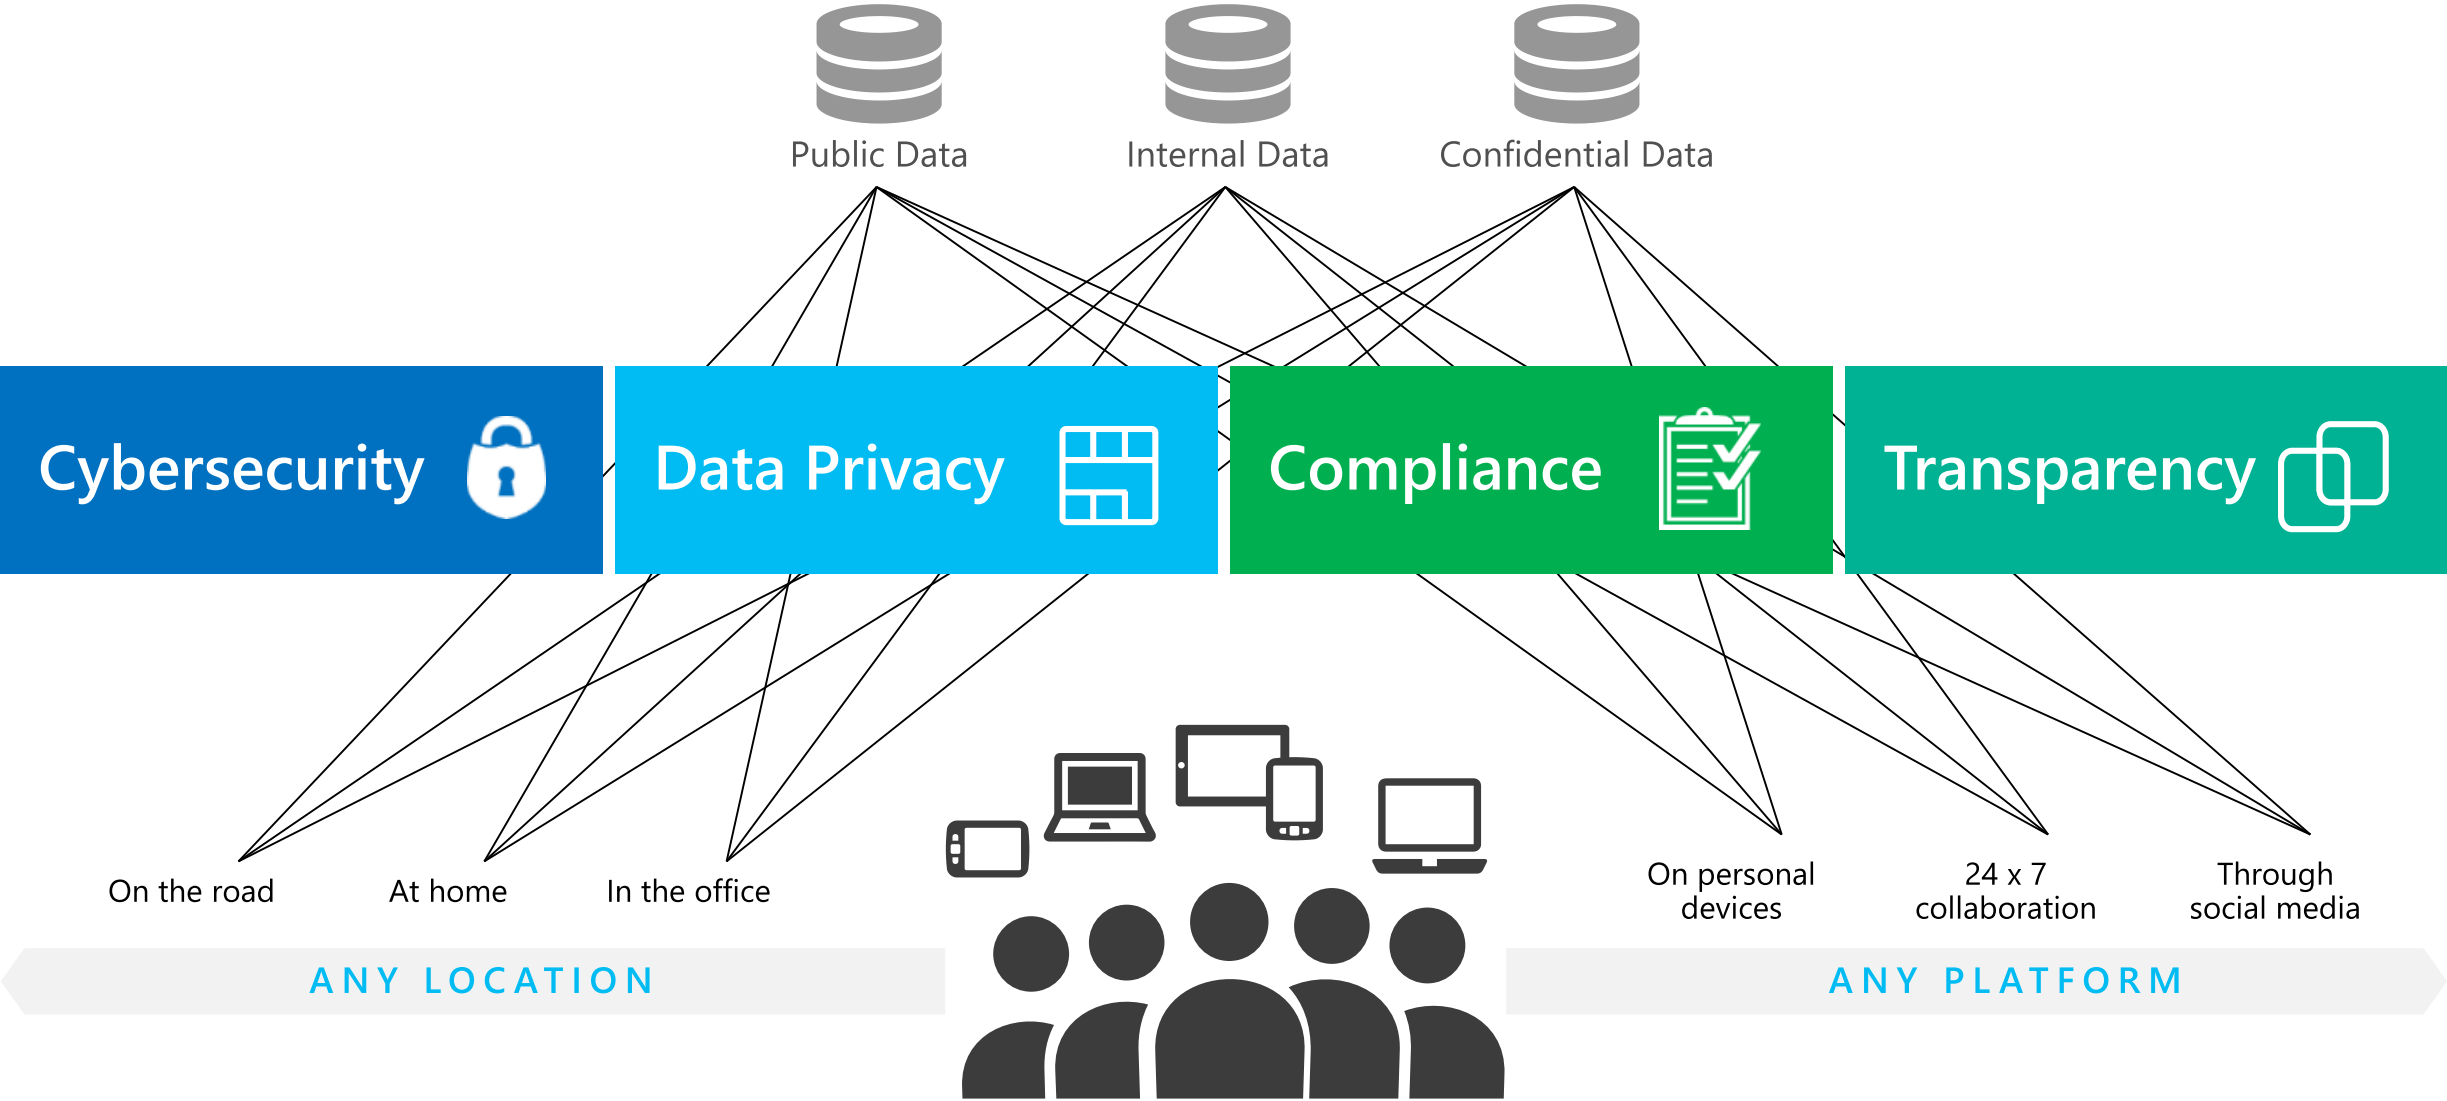 Public Data
Internal Data
Confidential Data
Cybersecurity
Data Privacy
Compliance
Transparency
On the road
At home
In the office
On personal
devices
24 x 7
collaboration
Through
social media
ANY LOCATION
ANY PLATFORM